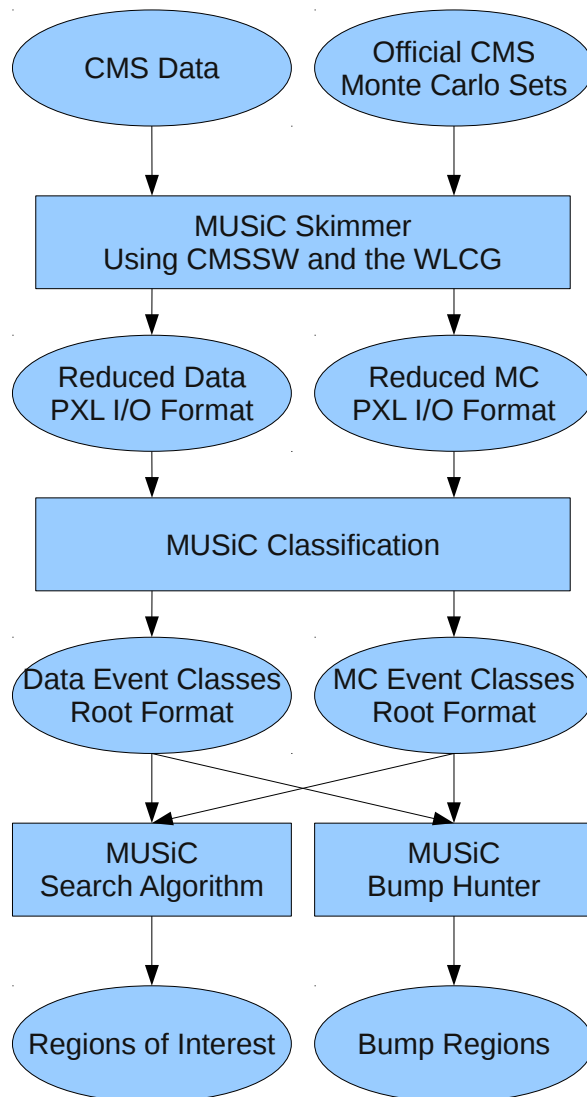 CMS Data
Official CMS
Monte Carlo Sets
MUSiC Skimmer
Using CMSSW and the WLCG
Reduced Data
PXL I/O Format
Reduced MC
PXL I/O Format
MUSiC Classification
Data Event Classes
Root Format
MC Event Classes
Root Format
MUSiC
Search Algorithm
MUSiC
Bump Hunter
Regions of Interest
Bump Regions